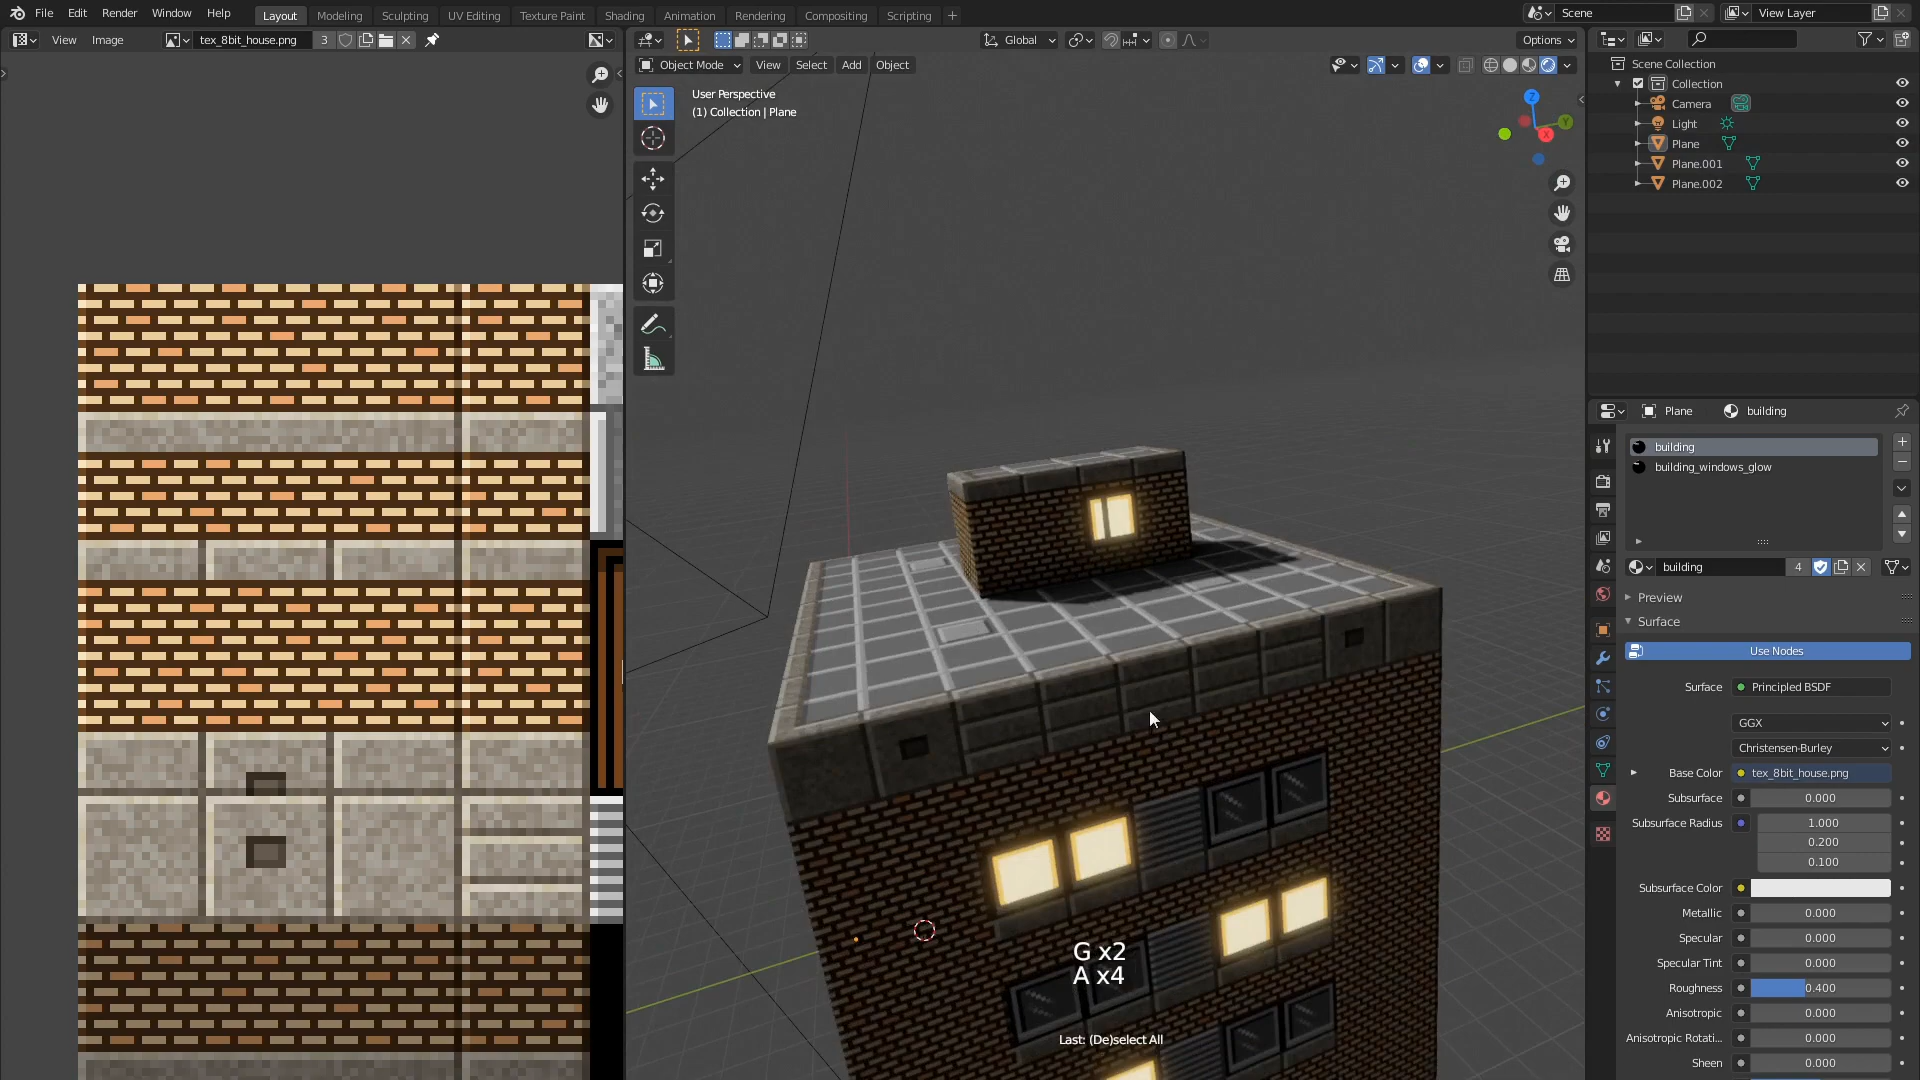 File Edit Render Window Help
Layout Modeling Sculpting UV Editing Texture Paint Shading Animation Rendering Compositing Scripting
Scene
View Layer
View Image
tex_8bit_house.png
3
Global
Options
Object Mode
View Select Add Object
User Perspective
(1) Collection | Plane
Z
Y
X
G x2
A x4
Last: (De)select All
Scene Collection
Collection
Camera
Light
Plane
Plane.001
Plane.002
Plane building
building
building_windows_glow
building 4
Preview
Surface
Use Nodes
Surface Principled BSDF
GGX
Christensen-Burley
Base Color tex_8bit_house.png
Subsurface 0.000
Subsurface Radius 1.000
0.200
0.100
Subsurface Color
Metallic 0.000
Specular 0.000
Specular Tint 0.000
Roughness 0.400
Anisotropic 0.000
Anisotropic Rotati... 0.000
Sheen 0.000